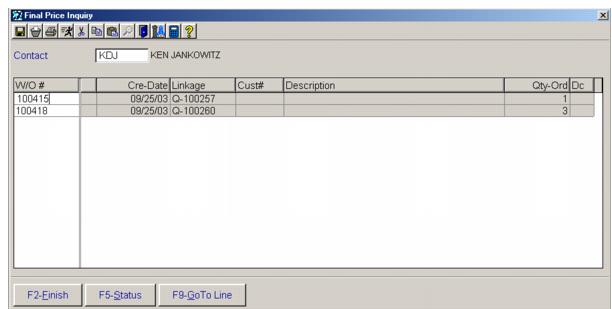 Final Price Inquiry
Contact KDJ KEN JANKOWITZ
W/O # Cre-Date Linkage Cust# Description Qty-Ord Dc
100415 09/25/03 Q-100257 1
100418 09/25/03 Q-100260 3
F2-Finish F5-Status F9-GoTo Line